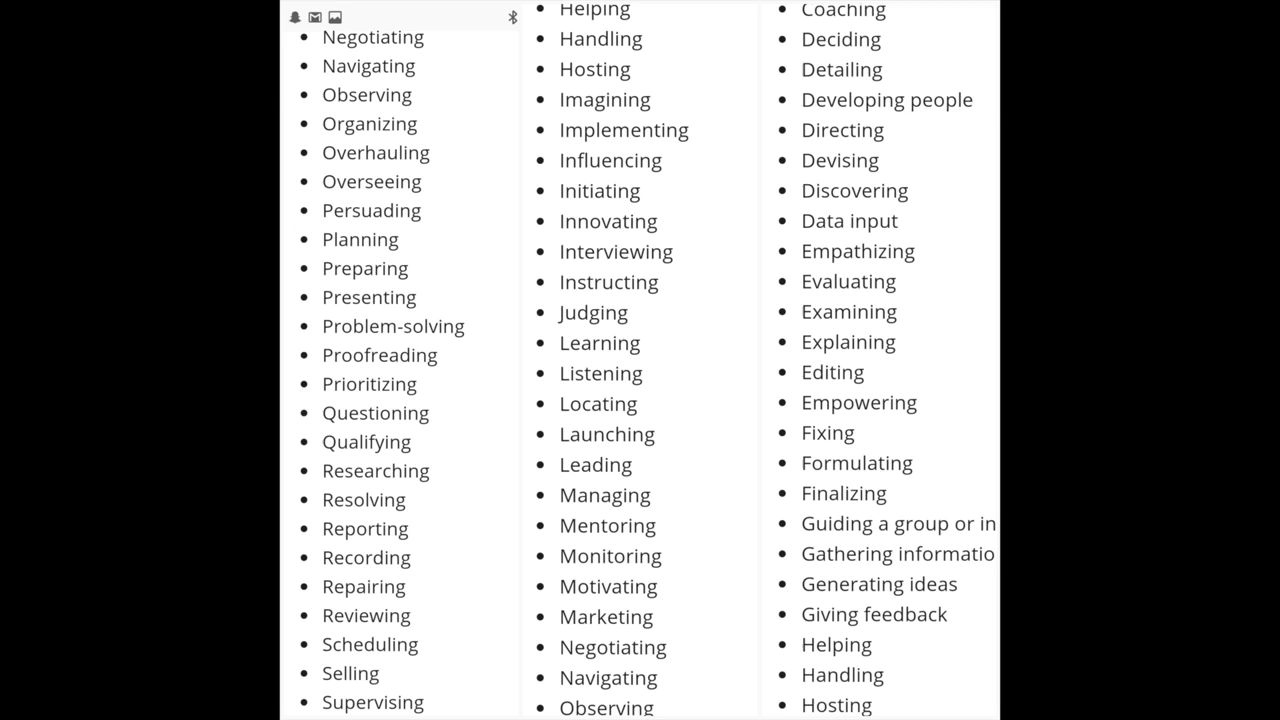 Negotiating
Navigating
Observing
Organizing
Overhauling
Overseeing
Persuading
Planning
Preparing
Presenting
Problem-solving
Proofreading
Prioritizing
Questioning
Qualifying
Researching
Resolving
Reporting
Recording
Repairing
Reviewing
Scheduling
Selling
Supervising
Helping
Handling
Hosting
Imagining
Implementing
Influencing
Initiating
Innovating
Interviewing
Instructing
Judging
Learning
Listening
Locating
Launching
Leading
Managing
Mentoring
Monitoring
Motivating
Marketing
Negotiating
Navigating
Observing
Coaching
Deciding
Detailing
Developing people
Directing
Devising
Discovering
Data input
Empathizing
Evaluating
Examining
Explaining
Editing
Empowering
Fixing
Formulating
Finalizing
Guiding a group or in
Gathering informatio
Generating ideas
Giving feedback
Helping
Handling
Hosting